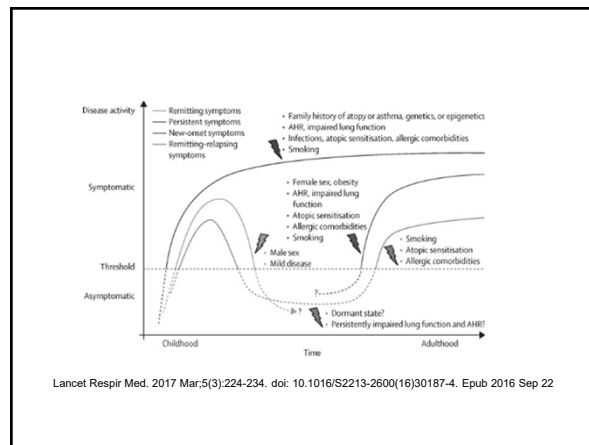 Disease activity
Remitting symptoms
Persistent symptoms
New-onset symptoms
Remitting-relapsing
symptoms
• Family history of atopy or asthma, genetics, or epigenetics
• AHR, impaired lung function
• Infections, atopic sensitisation, allergic comorbidities
• Smoking
Symptomatic
• Female sex, obesity
• AHR, impaired lung
function
• Atopic sensitisation
• Allergic comorbidities
• Smoking
• Male sex
• Mild disease
• Smoking
• Atopic sensitisation
• Allergic comorbidities
Threshold
Asymptomatic
?
?
• Dormant state?
• Persistently impaired lung function and AHR?
Childhood
Adulthood
Time
Lancet Respir Med. 2017 Mar;5(3):224-234. doi: 10.1016/S2213-2600(16)30187-4. Epub 2016 Sep 22